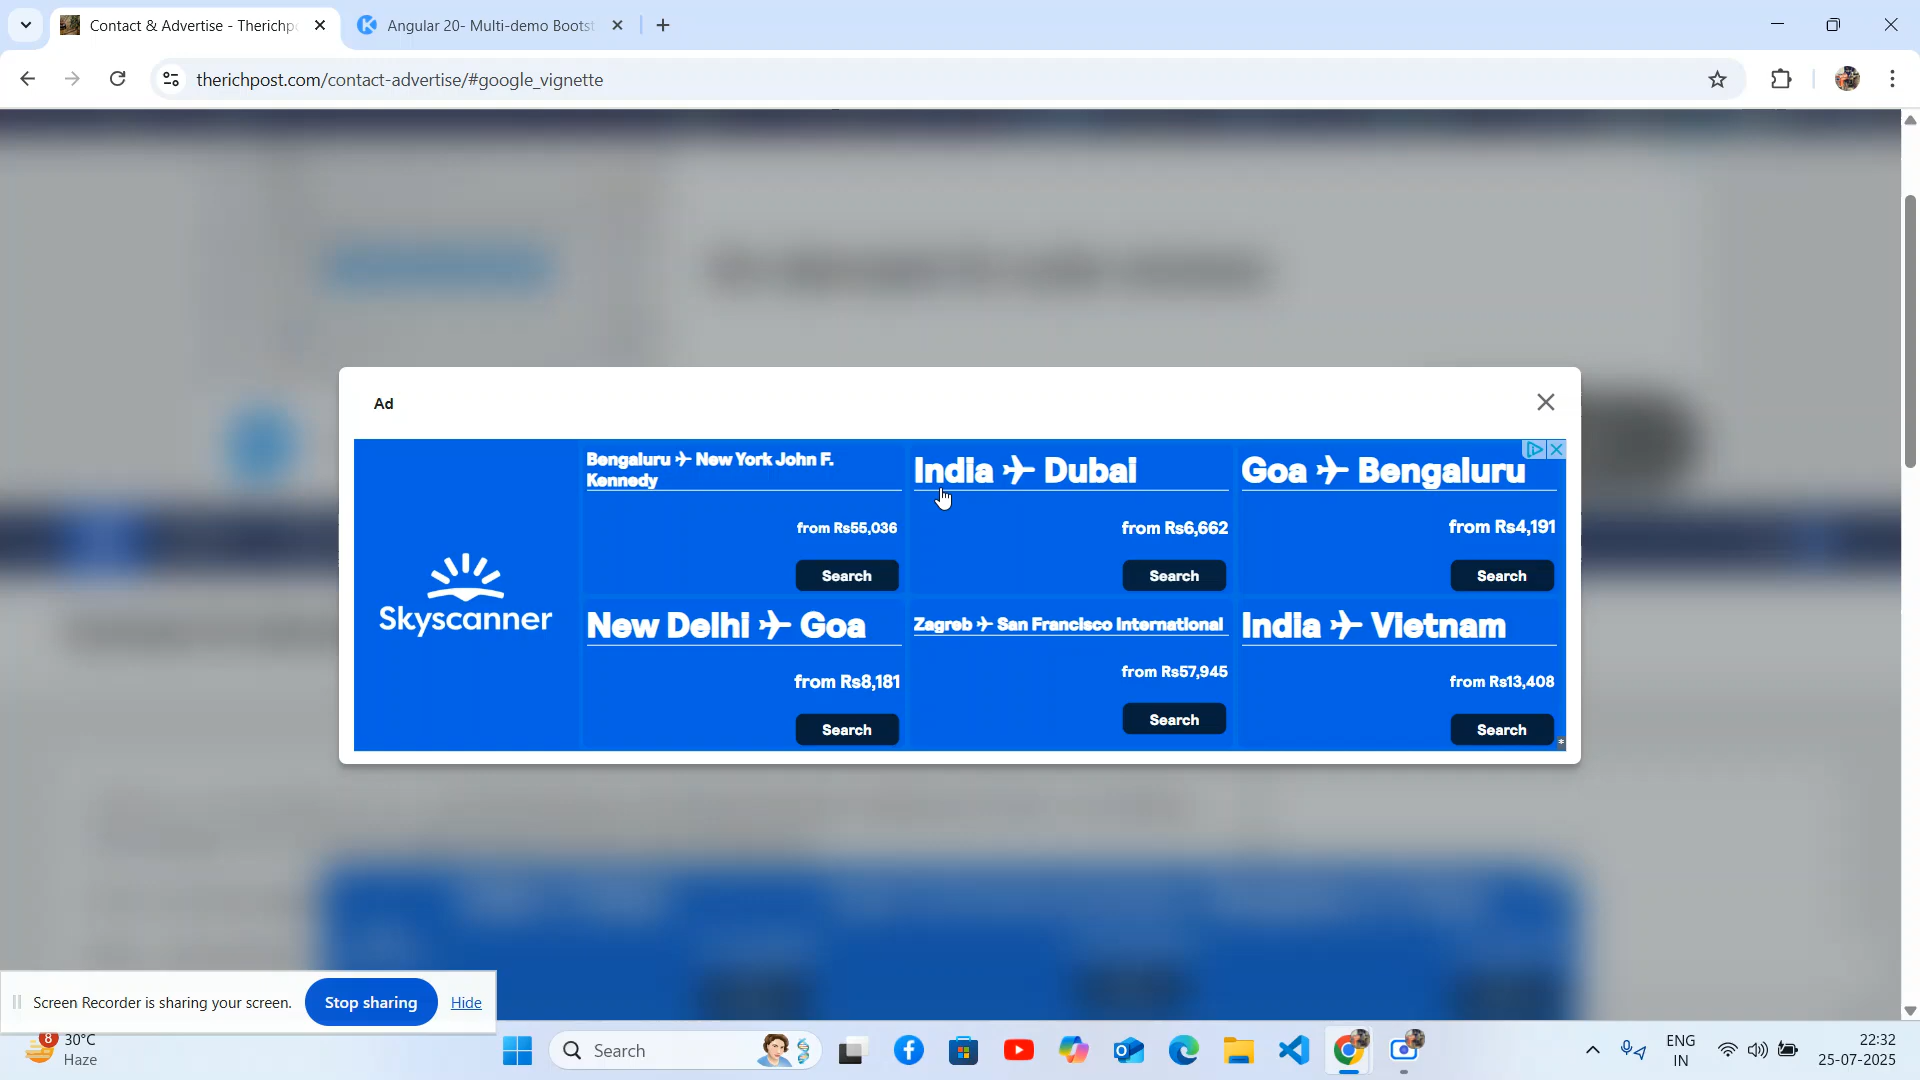 Contact & Advertise - Therichp
Angular 20- Multi-demo Boots
therichpost.com/contact-advertise/#google_vignette
Ad
Bengaluru ✈ New York John F.
Kennedy
from Rs55,036
Search
India ✈ Dubai
from Rs6,662
Search
Goa ✈ Bengaluru
from Rs4,191
Search
Skyscanner
New Delhi ✈ Goa
from Rs8,181
Search
Zagreb ✈ San Francisco International
from Rs57,945
Search
India ✈ Vietnam
from Rs13,408
Search
Screen Recorder is sharing your screen.
Stop sharing
Hide
8
30°C
Haze
Search
ENG
IN
22:32
25-07-2025